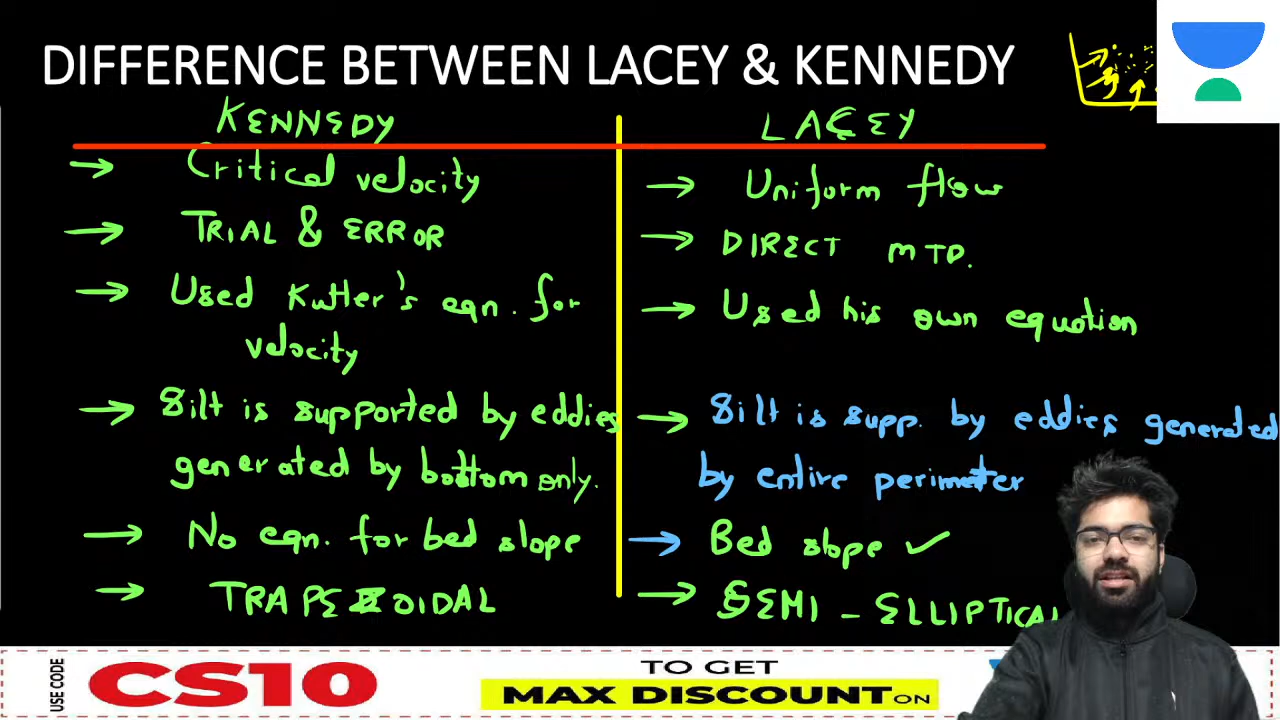 DIFFERENCE BETWEEN LACEY & KENNEDY
KENNEDY
→ Critical velocity
→ TRIAL & ERROR
→ Used Kutter's eqn. for
velocity
→ Silt is supported by eddies
generated by bottom only.
→ No eqn. for bed slope
→ TRAPEZOIDAL
LACEY
→ Uniform flow
→ DIRECT MTD.
→ Used his own equation
→ Silt is supp. by eddies generated
by entire perimeter
→ Bed slope ✓
→ SEMI - ELLIPTICAL
USE CODE
CS10
TO GET
MAX DISCOUNT ON